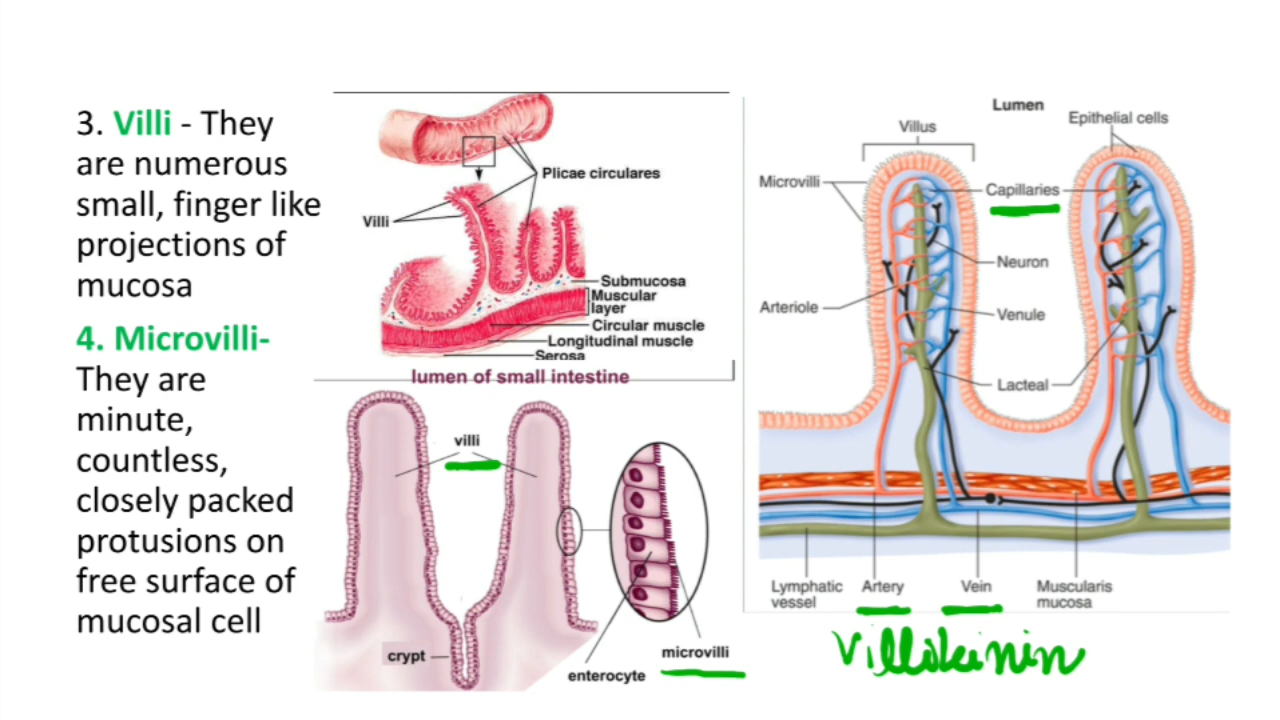 3. Villi - They
are numerous
small, finger like
projections of
mucosa
4. Microvilli-
They are
minute,
countless,
closely packed
protusions on
free surface of
mucosal cell
Plicae circulares
Villi
Submucosa
Muscular
layer
Circular muscle
Longitudinal muscle
Serosa
lumen of small intestine
villi
crypt
microvilli
enterocyte
Lumen
Villus
Epithelial cells
Microvilli
Capillaries
Neuron
Arteriole
Venule
Lacteal
Lymphatic
vessel
Artery
Vein
Muscularis
mucosa
Villokinin